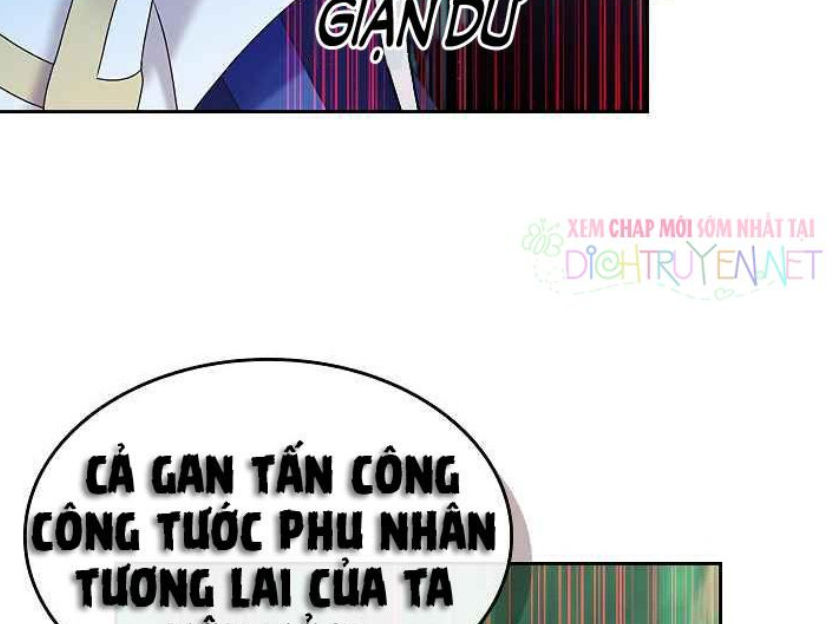 GIẬN DỮ
XEM CHAP MỚI SỚM NHẤT TẠI
DICHTRUYEN.NET
CẢ GAN TẤN CÔNG
CÔNG TƯỚC PHU NHÂN
TƯƠNG LAI CỦA TA